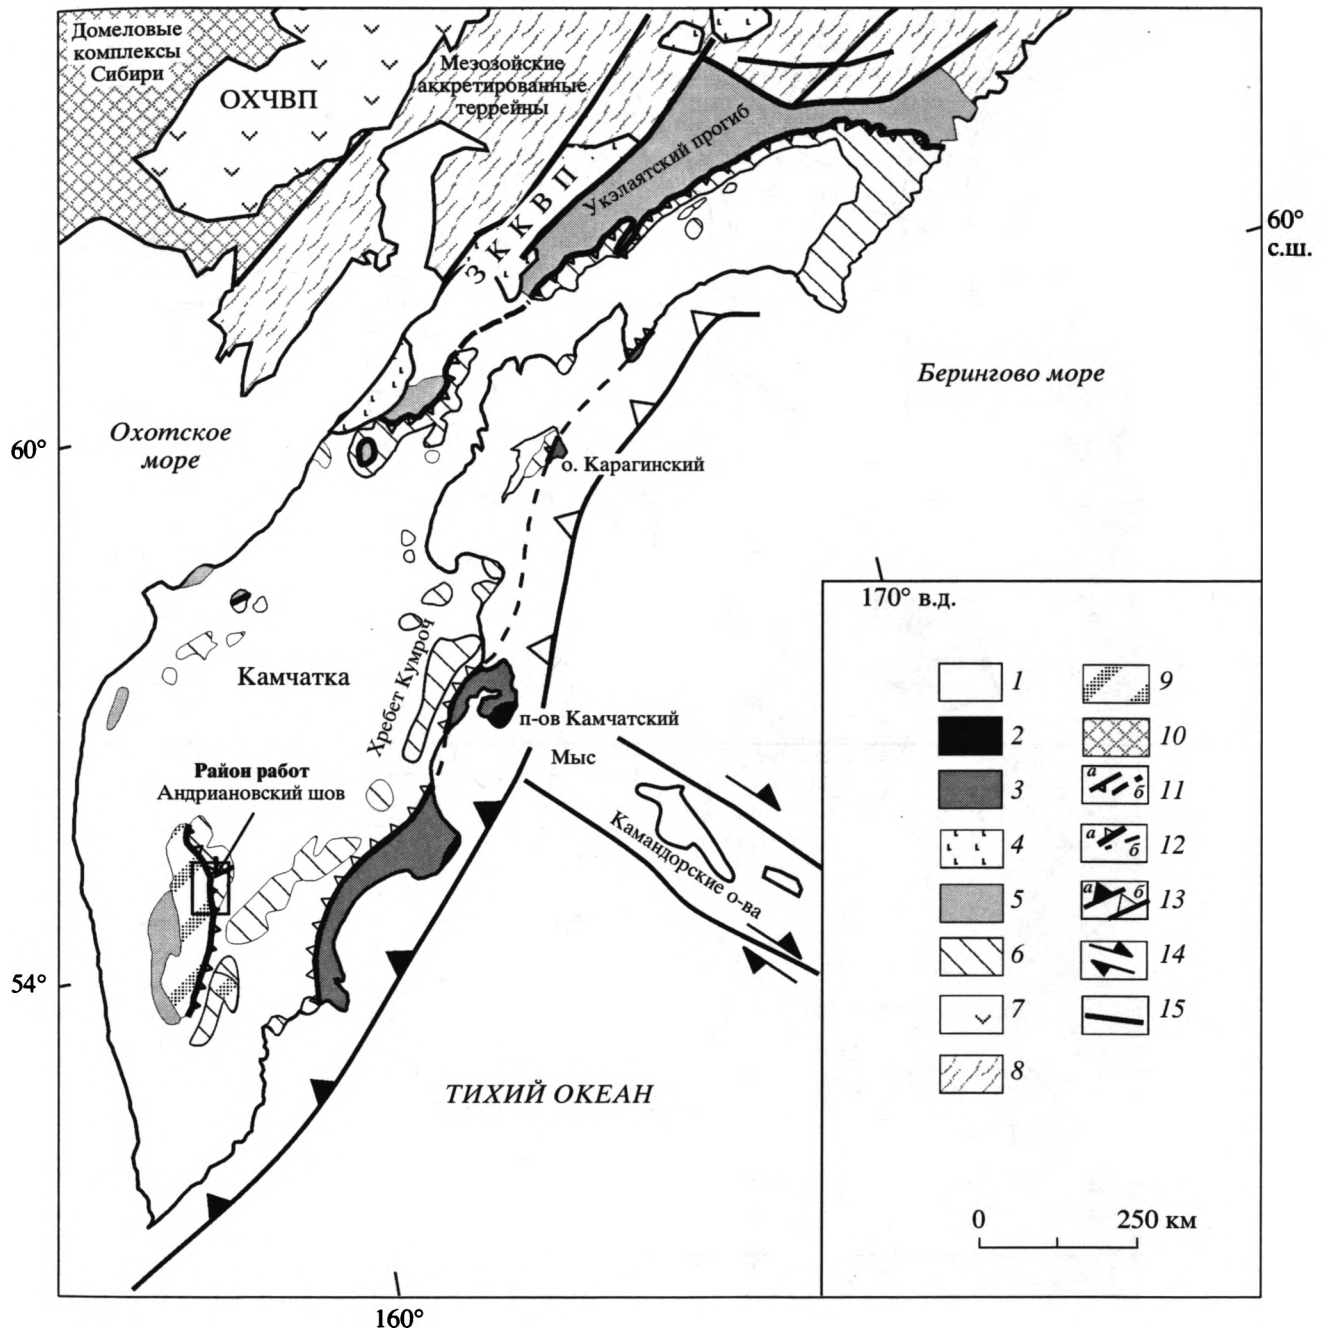 Домеловые
комплексы
Сибири
ОХЧВП
Мезозойские
аккретированные
террейны
Укэлаятский прогиб
ЗККВП
60°
с.ш.
Берингово море
Охотское
море
60°
о. Карагинский
170° в.д.
Хребет Кумроч
Камчатка
п-ов Камчатский
Мыс
Район работ
Андриановский шов
Камандорские о-ва
54°
ТИХИЙ ОКЕАН
160°
1
2
3
4
5
6
7
8
9
10
а б 11
а б 12
а б 13
14
15
0 250 км